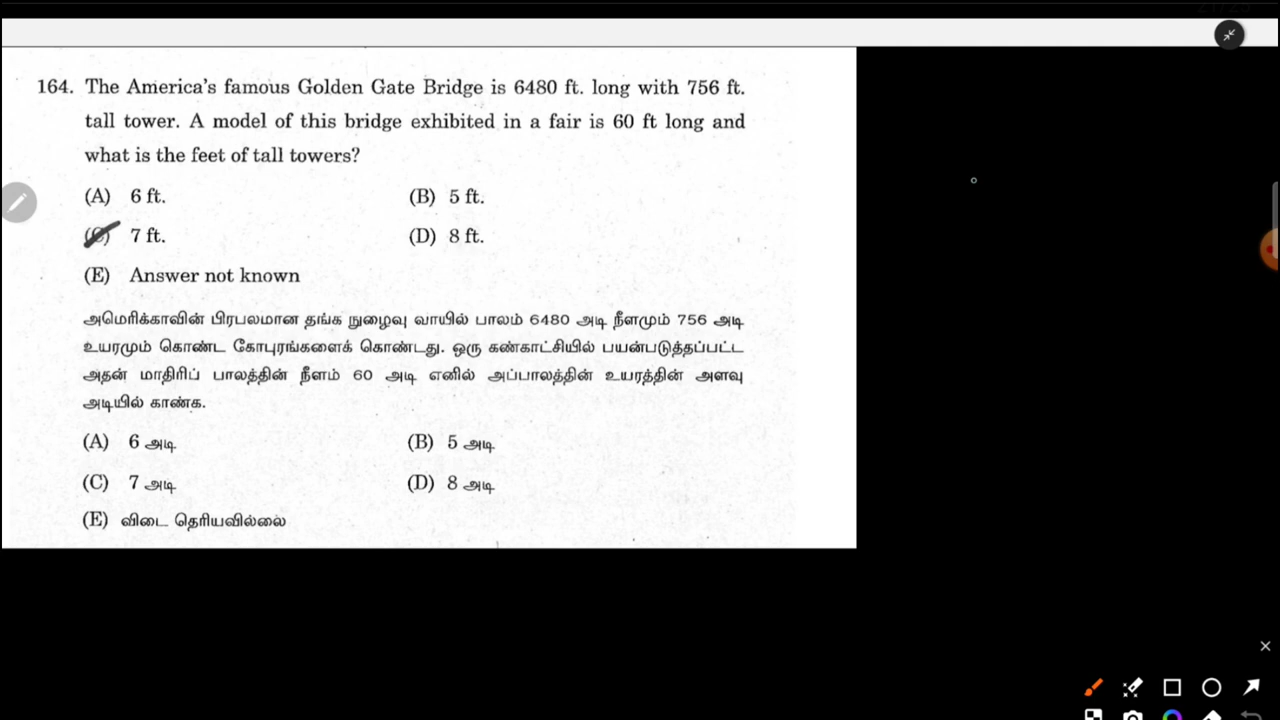 164. The America's famous Golden Gate Bridge is 6480 ft. long with 756 ft.
tall tower. A model of this bridge exhibited in a fair is 60 ft long and
what is the feet of tall towers?
(A) 6 ft. (B) 5 ft.
(C) 7 ft. (D) 8 ft.
(E) Answer not known
அமெரிக்காவின் பிரபலமான தங்க நுழைவு வாயில் பாலம் 6480 அடி நீளமும் 756 அடி
உயரமும் கொண்ட கோபுரங்களைக் கொண்டது. ஒரு கண்காட்சியில் பயன்படுத்தப்பட்ட
அதன் மாதிரிப் பாலத்தின் நீளம் 60 அடி எனில் அப்பாலத்தின் உயரத்தின் அளவு
அடியில் காண்க.
(A) 6 அடி (B) 5 அடி
(C) 7 அடி (D) 8 அடி
(E) விடை தெரியவில்லை